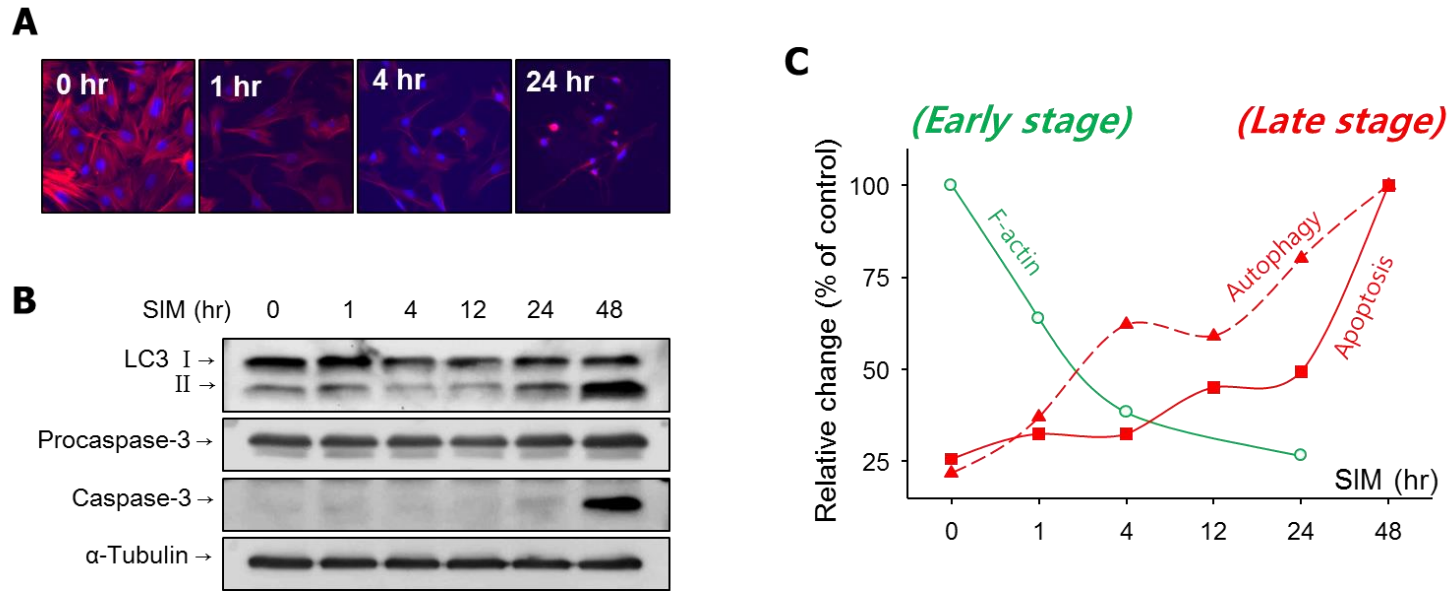 A
0 hr 1 hr 4 hr 24 hr
B
SIM (hr) 0 1 4 12 24 48
LC3 Ⅰ→
Ⅱ→
Procaspase-3→
Caspase-3→
α-Tubulin→
C
(Early stage) (Late stage)
Relative change (% of control)
100
75
50
25
F-actin
Autophagy
Apoptosis
SIM (hr)
0 1 4 12 24 48